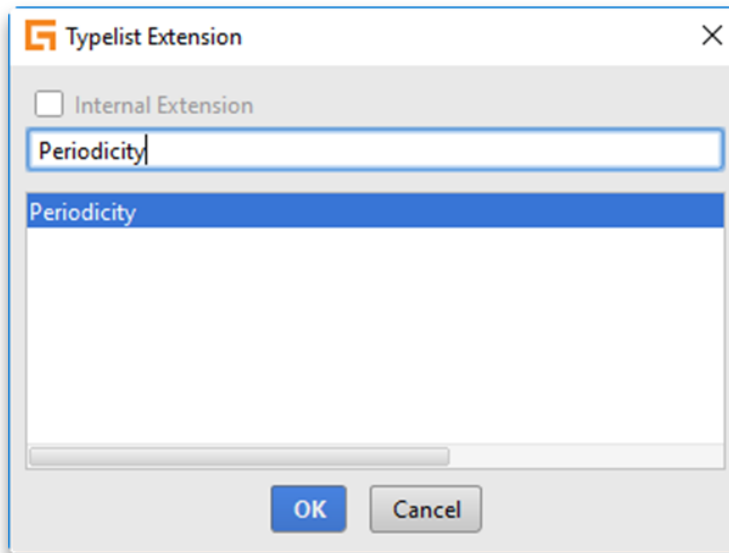 Typelist Extension
Internal Extension
Periodicity
Periodicity
OK Cancel